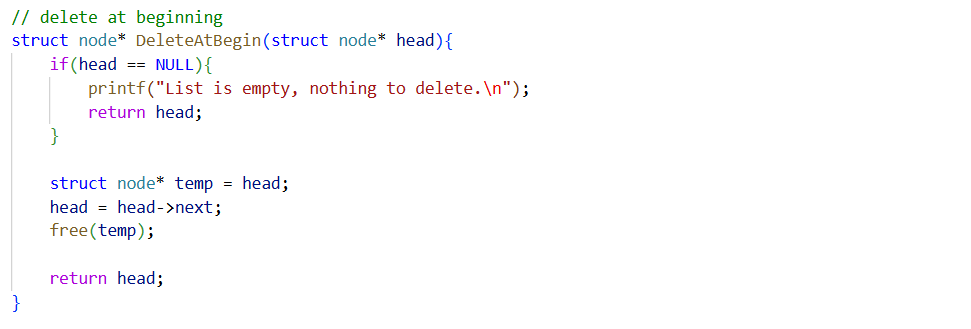 // delete at beginning
struct node* DeleteAtBegin(struct node* head){
    if(head == NULL){
        printf("List is empty, nothing to delete.\n");
        return head;
    }

    struct node* temp = head;
    head = head->next;
    free(temp);

    return head;
}